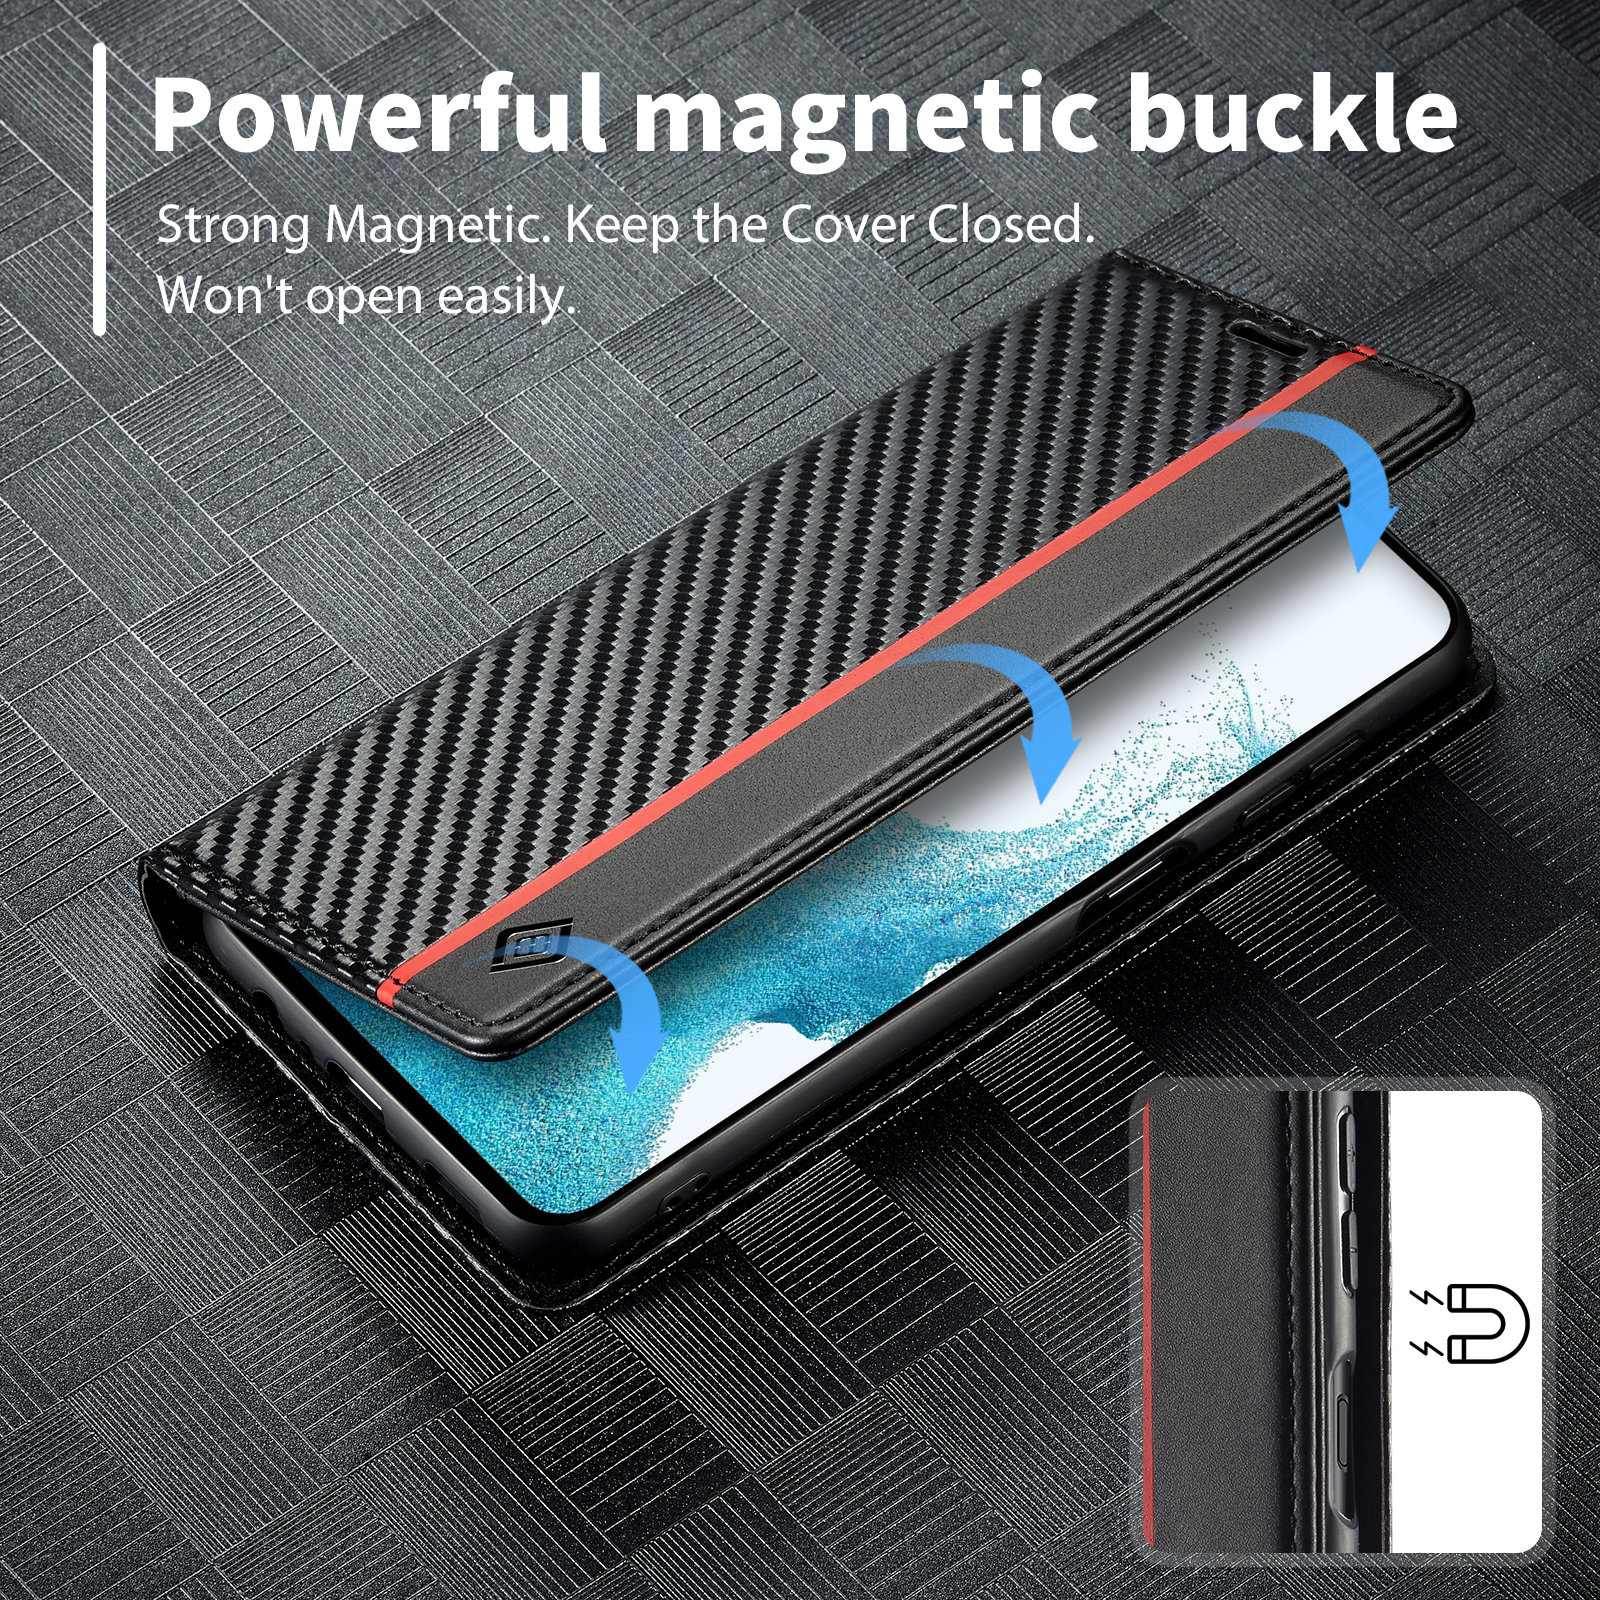 Powerful magnetic buckle
Strong Magnetic. Keep the Cover Closed.
Won't open easily.